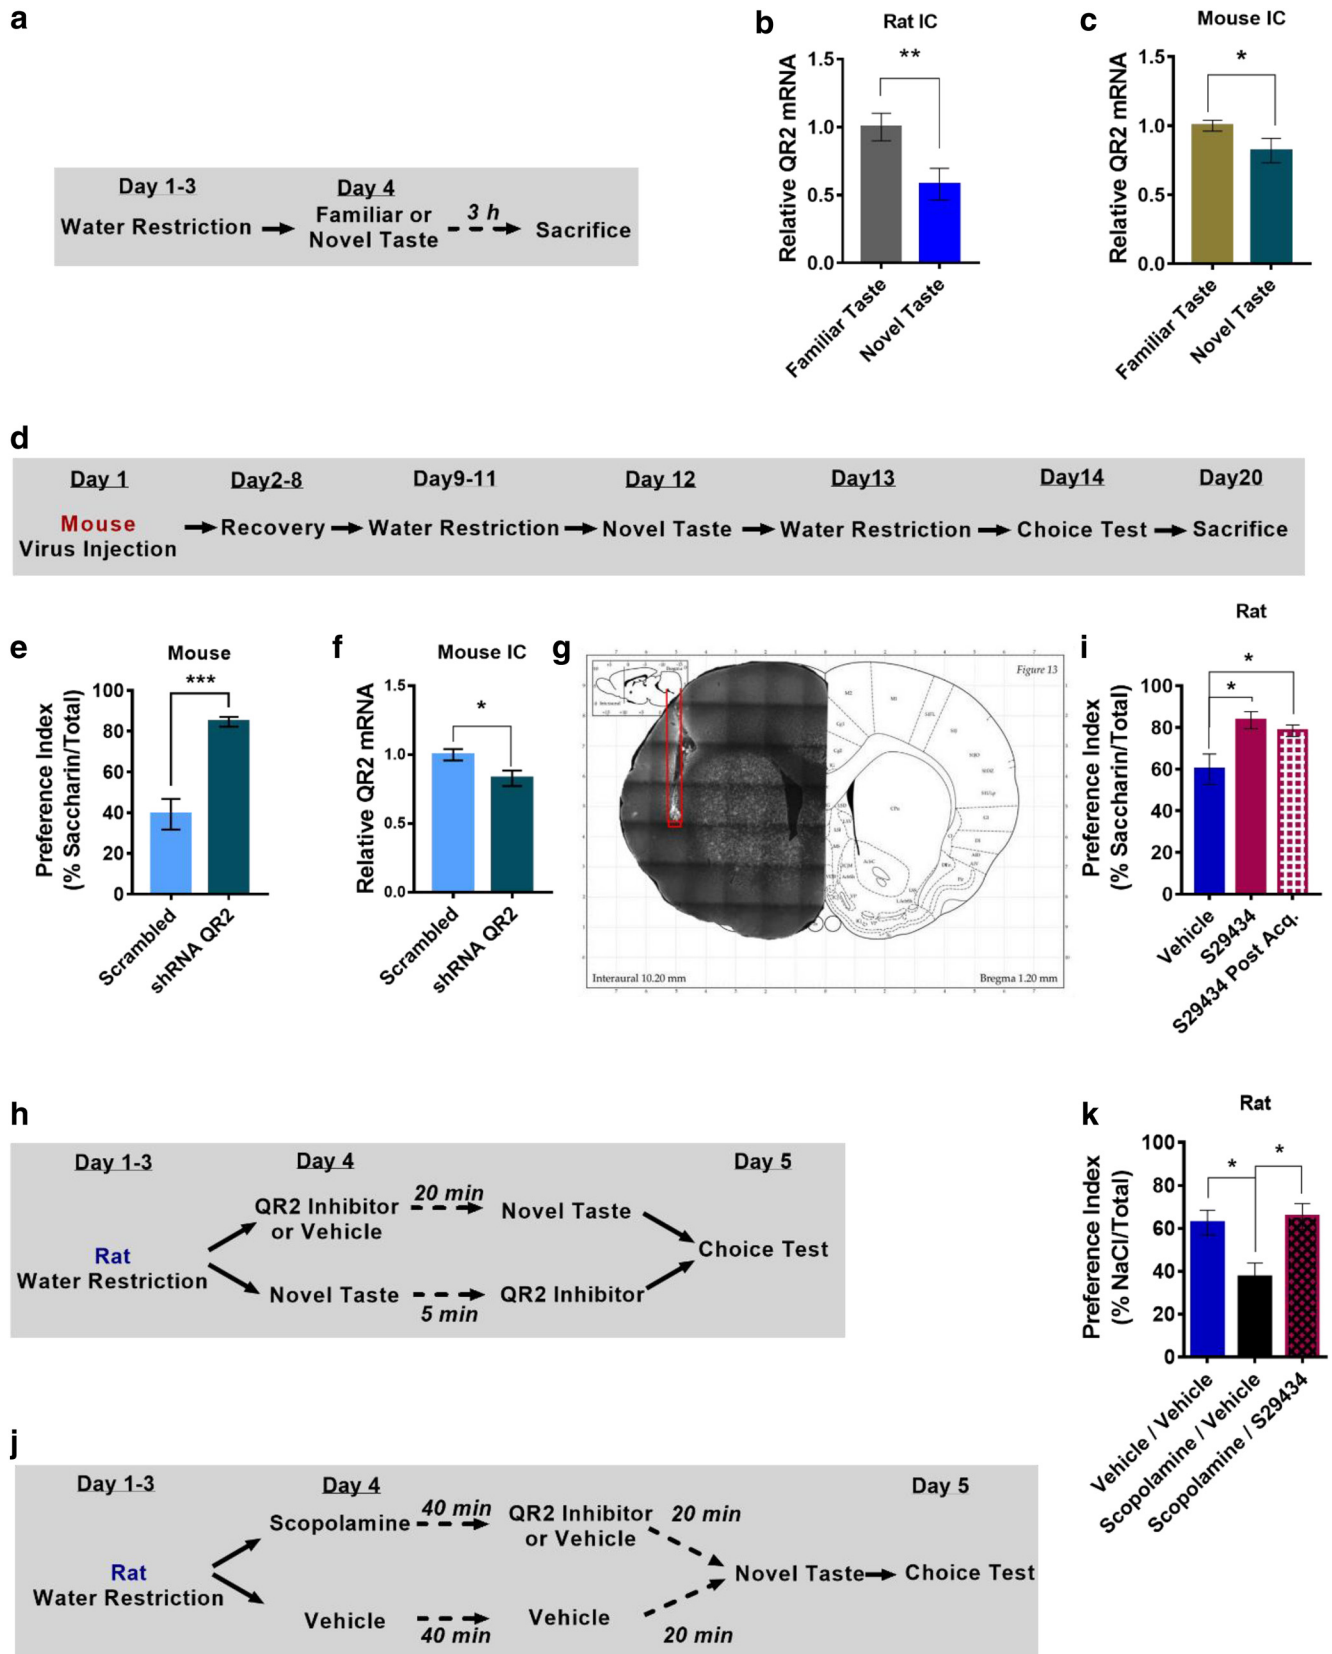 a
Day 1-3
Water Restriction
Day 4
Familiar or
Novel Taste
3 h
Sacrifice
b
Rat IC
**
Relative QR2 mRNA
1.5
1.0
0.5
0.0
Familiar Taste
Novel Taste
c
Mouse IC
*
Relative QR2 mRNA
1.5
1.0
0.5
0.0
Familiar Taste
Novel Taste
d
Day 1
Mouse
Virus Injection
Day2-8
Recovery
Day9-11
Water Restriction
Day 12
Novel Taste
Day13
Water Restriction
Day14
Choice Test
Day20
Sacrifice
e
Mouse
***
Preference Index
(% Saccharin/Total)
100
80
60
40
20
0
Scrambled
shRNA QR2
f
Mouse IC
*
Relative QR2 mRNA
1.5
1.0
0.5
0.0
Scrambled
shRNA QR2
g
Figure 13
Interaural 10.20 mm
Bregma 1.20 mm
i
Rat
*
*
Preference Index
(% Saccharin/Total)
100
80
60
40
20
0
Vehicle
S29434
S29434 Post Acq.
h
Day 1-3
Rat
Water Restriction
Day 4
QR2 Inhibitor
or Vehicle
20 min
Novel Taste
Novel Taste
5 min
QR2 Inhibitor
Day 5
Choice Test
k
Rat
*
*
Preference Index
(% NaCl/Total)
100
80
60
40
20
0
Vehicle / Vehicle
Scopolamine / Vehicle
Scopolamine / S29434
j
Day 1-3
Rat
Water Restriction
Day 4
Scopolamine
40 min
QR2 Inhibitor
or Vehicle
20 min
Vehicle
40 min
Vehicle
20 min
Novel Taste
Day 5
Choice Test